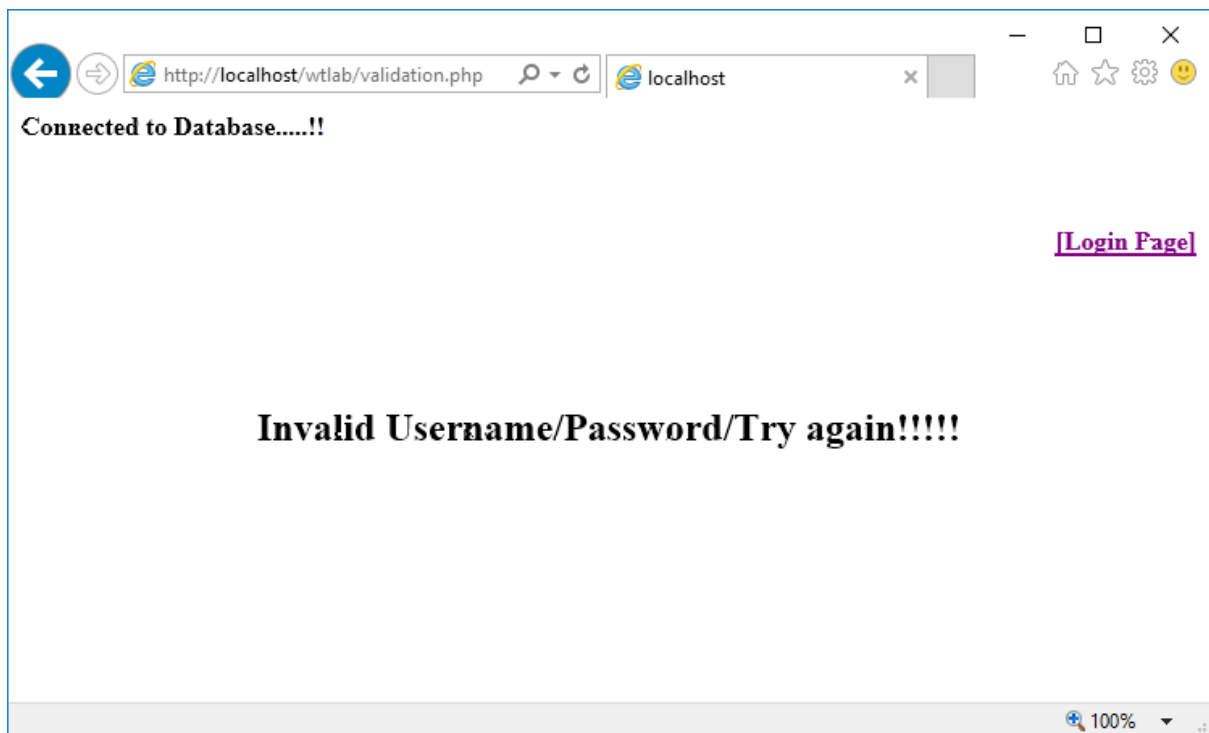 http://localhost/wtlab/validation.php
localhost
Connected to Database.....!!
[Login Page]
Invalid Username/Password/Try again!!!!!
100%